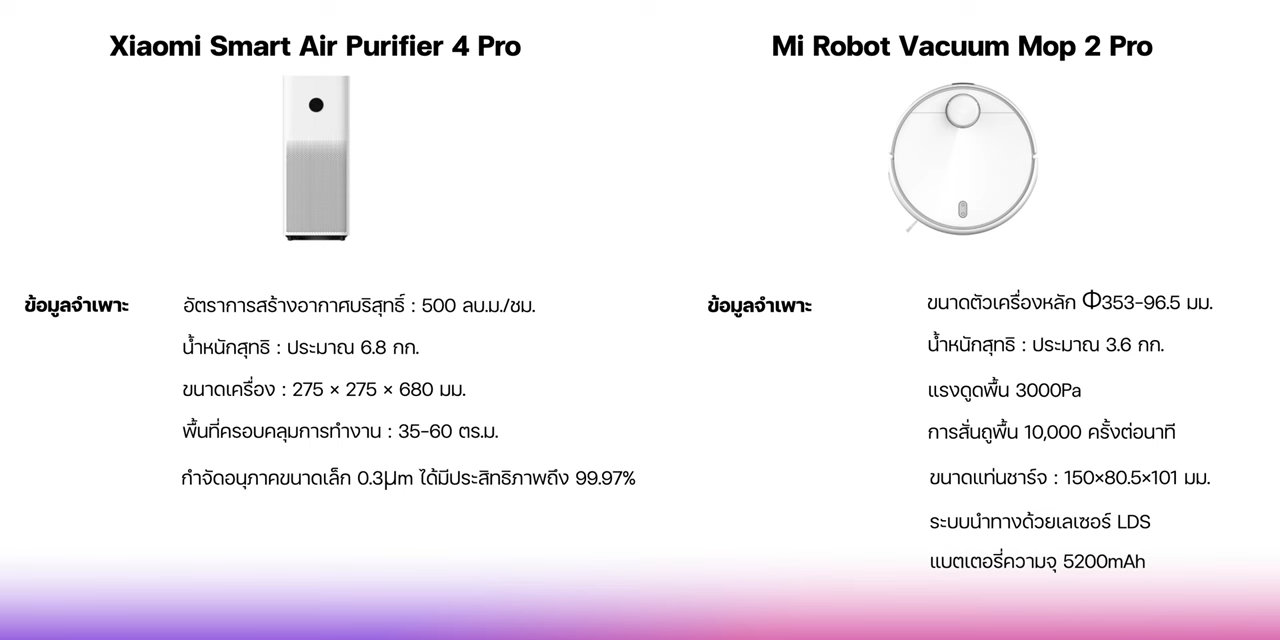 Xiaomi Smart Air Purifier 4 Pro
ข้อมูลจำเพาะ
อัตราการสร้างอากาศบริสุทธิ์ : 500 ลบ.ม./ชม.
น้ำหนักสุทธิ : ประมาณ 6.8 กก.
ขนาดเครื่อง : 275 × 275 × 680 มม.
พื้นที่ครอบคลุมการทำงาน : 35-60 ตร.ม.
กำจัดอนุภาคขนาดเล็ก 0.3μm ได้มีประสิทธิภาพถึง 99.97%
Mi Robot Vacuum Mop 2 Pro
ข้อมูลจำเพาะ
ขนาดตัวเครื่องหลัก Φ353-96.5 มม.
น้ำหนักสุทธิ : ประมาณ 3.6 กก.
แรงดูดพื้น 3000Pa
การสั่นถูพื้น 10,000 ครั้งต่อนาที
ขนาดแท่นชาร์จ : 150×80.5×101 มม.
ระบบนำทางด้วยเลเซอร์ LDS
แบตเตอรี่ความจุ 5200mAh